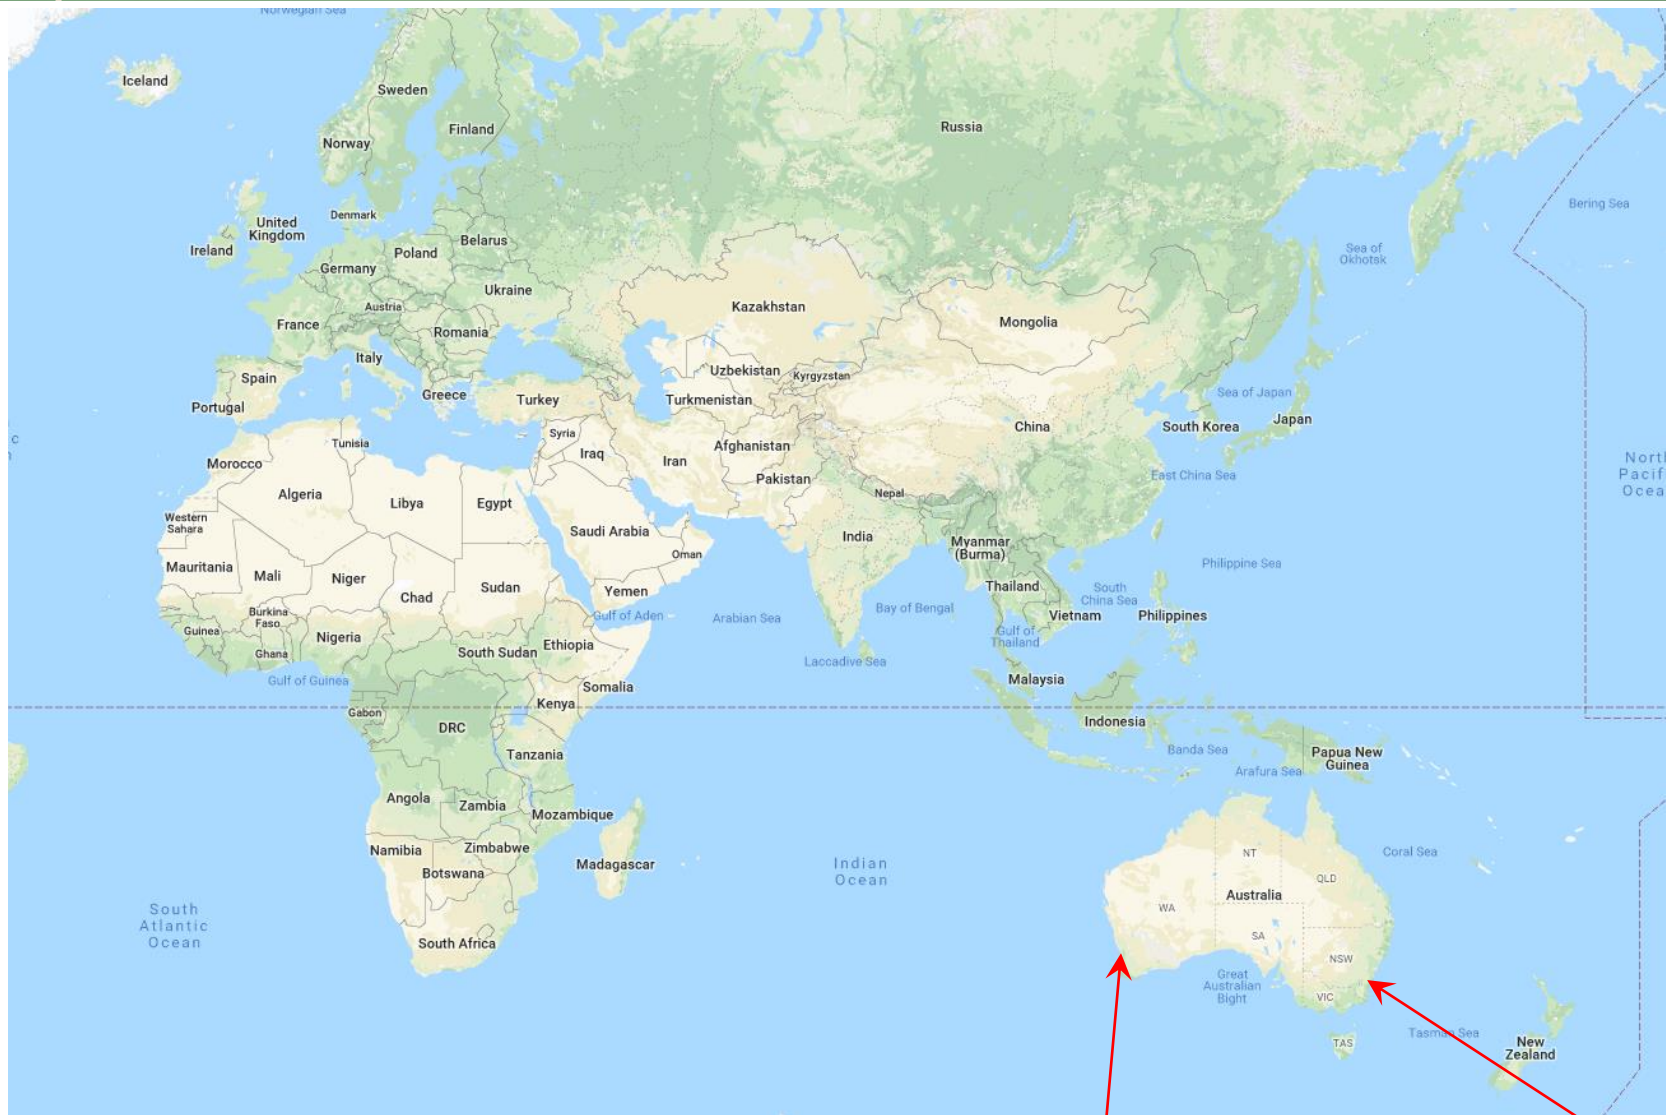 Norwegian Sea
Iceland
Sweden
Finland
Norway
Russia
Denmark
United
Kingdom
Ireland
Bering Sea
Sea of
Okhotsk
Belarus
Poland
Germany
Ukraine
Austria
France
Romania
Kazakhstan
Mongolia
Italy
Spain
Uzbekistan
Kyrgyzstan
Greece
Turkey
Turkmenistan
Portugal
Sea of Japan
Japan
South Korea
China
Syria
Tunisia
Iraq
Iran
Afghanistan
Morocco
Pakistan
Nepal
East China Sea
North
Pacif
Ocea
Algeria
Libya
Egypt
Western
Sahara
Saudi Arabia
India
Myanmar
(Burma)
Oman
Philippine Sea
Mauritania
Mali
Niger
Chad
Sudan
Yemen
Thailand
South
China Sea
Burkina
Faso
Guinea
Nigeria
Ghana
Gulf of Aden
Arabian Sea
Bay of Bengal
Vietnam
Philippines
South Sudan
Ethiopia
Gulf of
Thailand
Laccadive Sea
Gulf of Guinea
Somalia
Malaysia
Kenya
Gabon
DRC
Indonesia
Tanzania
Banda Sea
Papua New
Guinea
Arafura Sea
Angola
Zambia
Mozambique
Namibia
Zimbabwe
Botswana
Madagascar
Indian
Ocean
NT
Coral Sea
QLD
Australia
WA
South
Atlantic
Ocean
South Africa
SA
NSW
Great
Australian
Bight
VIC
Tasman Sea
TAS
New
Zealand